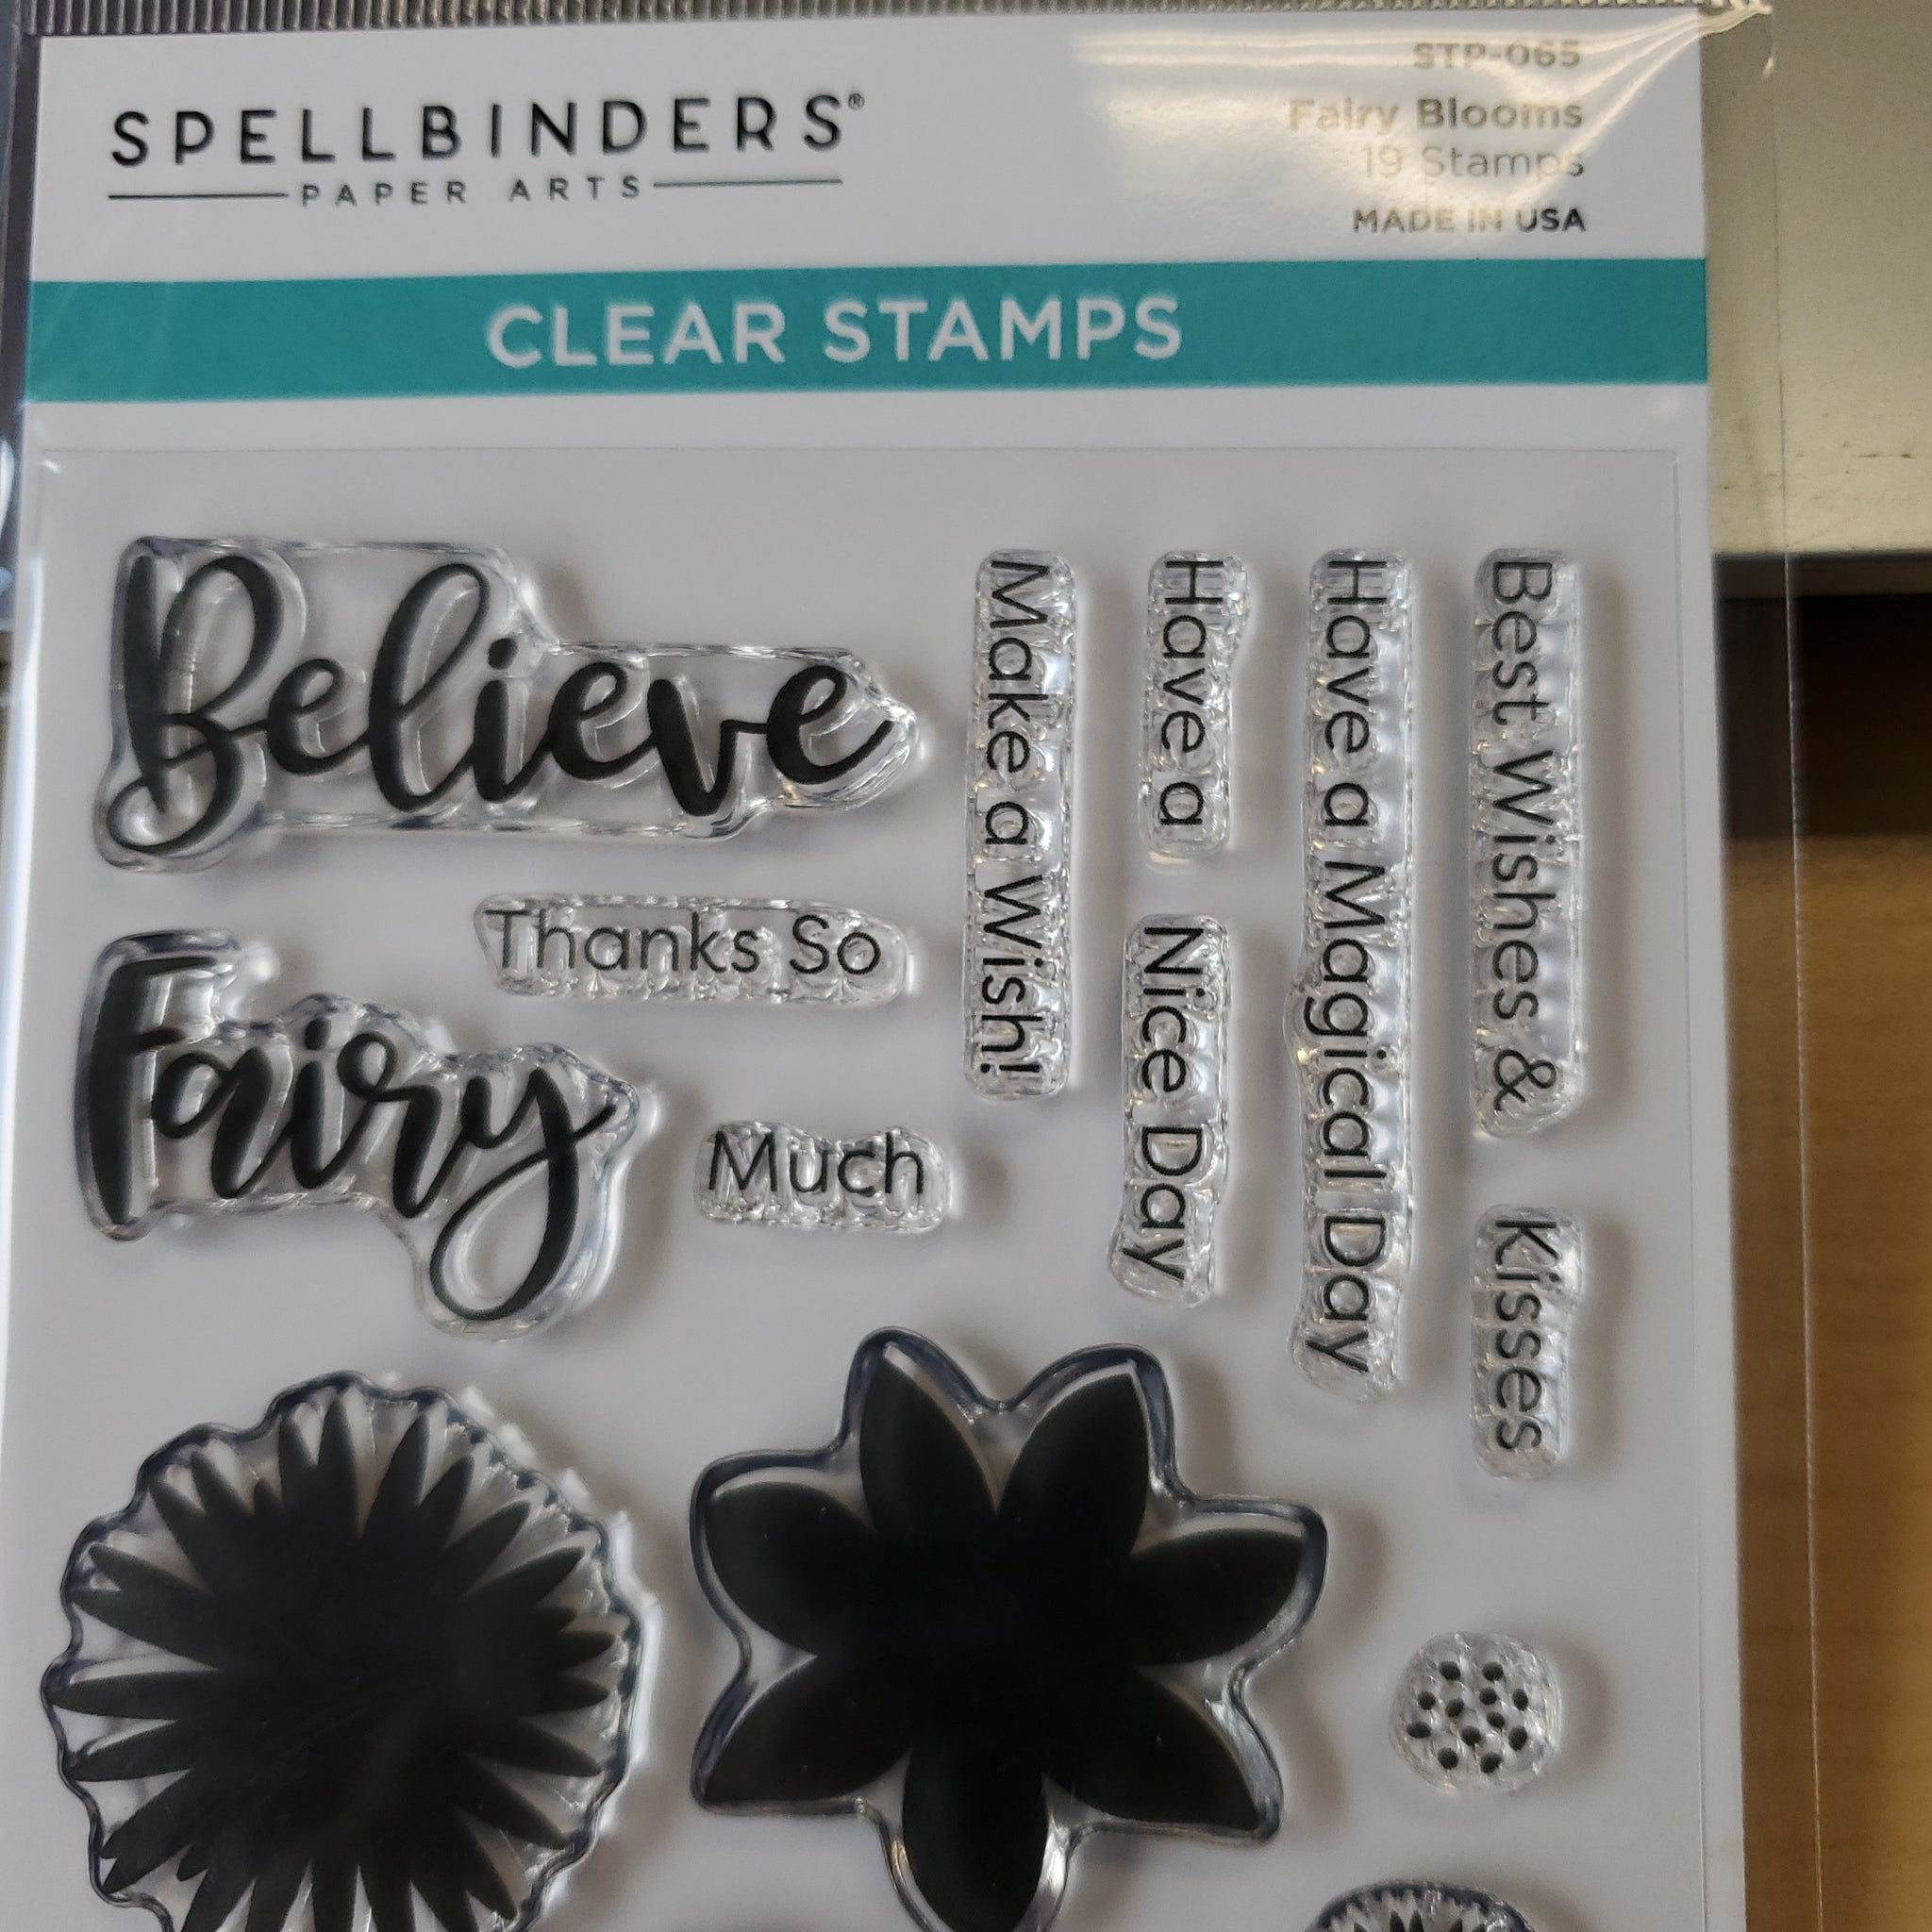 SPELLBINDERS®
PAPER ARTS
STP-065
Fairy Blooms
19 Stamps
MADE IN USA
CLEAR STAMPS
Believe
Thanks So
Fairy
Much
Make a Wish!
Have a
Nice Day
Have a Magical Day
Best Wishes &
Kisses